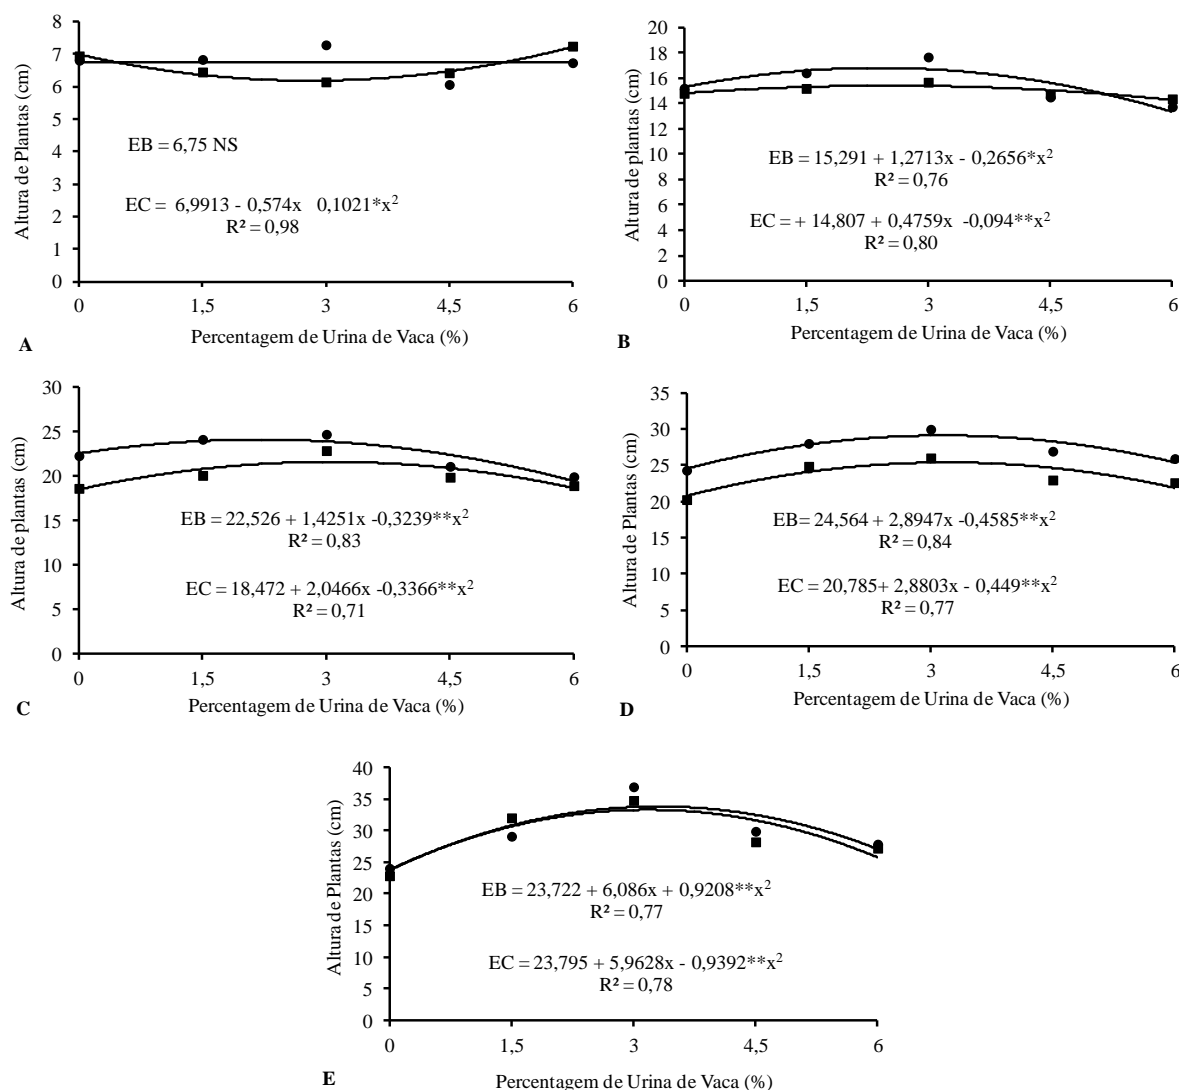 8
7
6
5
4
3
2
1
0
Altura de Plantas (cm)
EB = 6,75 NS
EC = 6,9913 - 0,574x 0,1021*x²
R² = 0,98
0 1,5 3 4,5 6
Percentagem de Urina de Vaca (%)
A
20
18
16
14
12
10
8
6
4
2
0
Altura de plantas (cm)
EB = 15,291 + 1,2713x - 0,2656*x²
R² = 0,76
EC = + 14,807 + 0,4759x -0,094**x²
R² = 0,80
0 1,5 3 4,5 6
Percentagem de Urina de Vaca (%)
B
30
25
20
15
10
5
0
Altura de plantas (cm)
EB = 22,526 + 1,4251x -0,3239**x²
R² = 0,83
EC = 18,472 + 2,0466x -0,3366**x²
R² = 0,71
0 1,5 3 4,5 6
Percentagem de Urina de Vaca (%)
C
35
30
25
20
15
10
5
0
Altura de Plantas (cm)
EB= 24,564 + 2,8947x -0,4585**x²
R² = 0,84
EC = 20,785+ 2,8803x - 0,449**x²
R² = 0,77
0 1,5 3 4,5 6
Percentagem de Urina de Vaca (%)
D
40
35
30
25
20
15
10
5
0
Altura de Plantas (cm)
EB = 23,722 + 6,086x + 0,9208**x²
R² = 0,77
EC = 23,795 + 5,9628x - 0,9392**x²
R² = 0,78
0 1,5 3 4,5 6
Percentagem de Urina de Vaca (%)
E